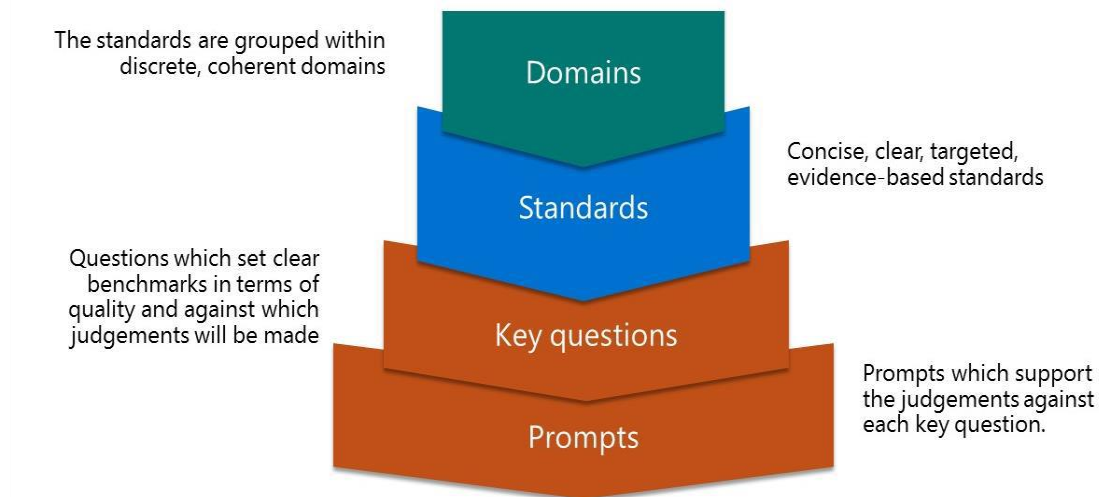 The standards are grouped within
discrete, coherent domains
Domains
Concise, clear, targeted,
evidence-based standards
Standards
Questions which set clear
benchmarks in terms of
quality and against which
judgements will be made
Key questions
Prompts which support
the judgements against
each key question.
Prompts